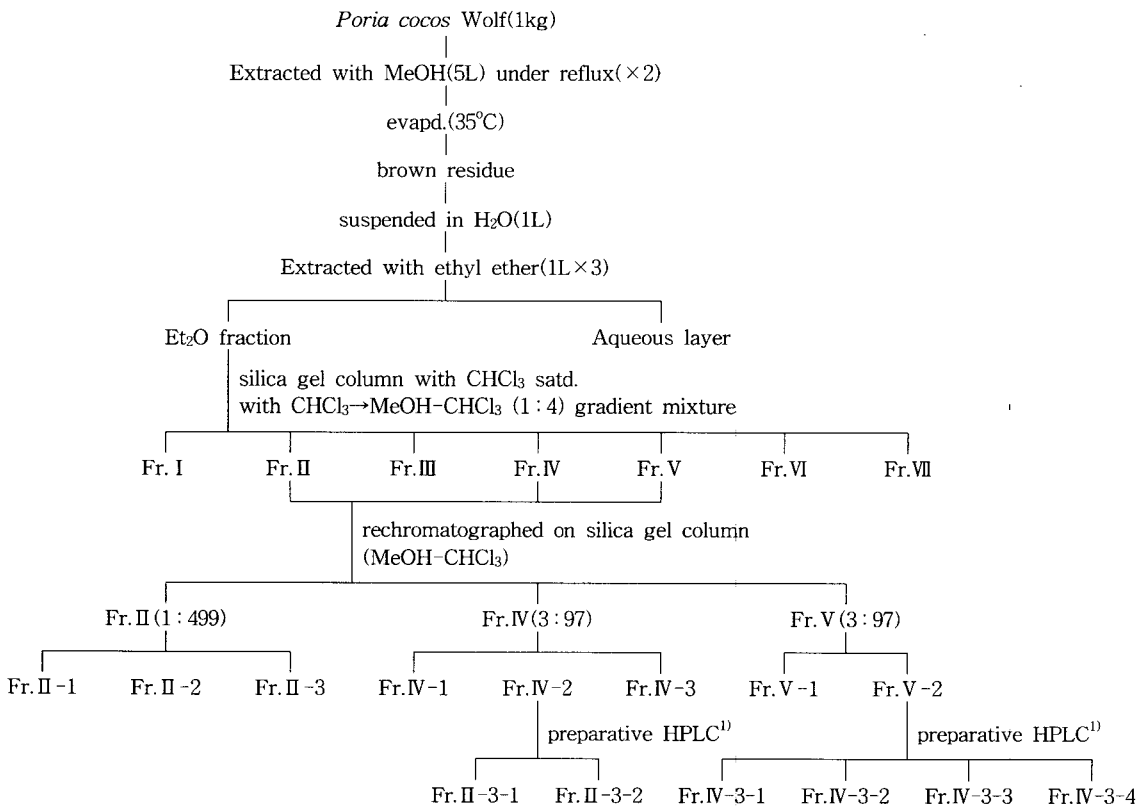 Poria cocos Wolf(1kg)
Extracted with MeOH(5L) under reflux(×2)
evapd.(35°C)
brown residue
suspended in H₂O(1L)
Extracted with ethyl ether(1L×3)
Et₂O fraction
Aqueous layer
silica gel column with CHCl₃ satd.
with CHCl₃→MeOH-CHCl₃ (1 : 4) gradient mixture
Fr. Ⅰ
Fr. Ⅱ
Fr. Ⅲ
Fr. Ⅳ
Fr. Ⅴ
Fr. Ⅵ
Fr. Ⅶ
rechromatographed on silica gel column
(MeOH-CHCl₃)
Fr. Ⅱ (1 : 499)
Fr. Ⅳ (3 : 97)
Fr. Ⅴ (3 : 97)
Fr. Ⅱ-1
Fr. Ⅱ-2
Fr. Ⅱ-3
Fr. Ⅳ-1
Fr. Ⅳ-2
Fr. Ⅳ-3
Fr. Ⅴ-1
Fr. Ⅴ-2
preparative HPLC¹⁾
preparative HPLC¹⁾
Fr. Ⅱ-3-1
Fr. Ⅱ-3-2
Fr. Ⅳ-3-1
Fr. Ⅳ-3-2
Fr. Ⅳ-3-3
Fr. Ⅳ-3-4